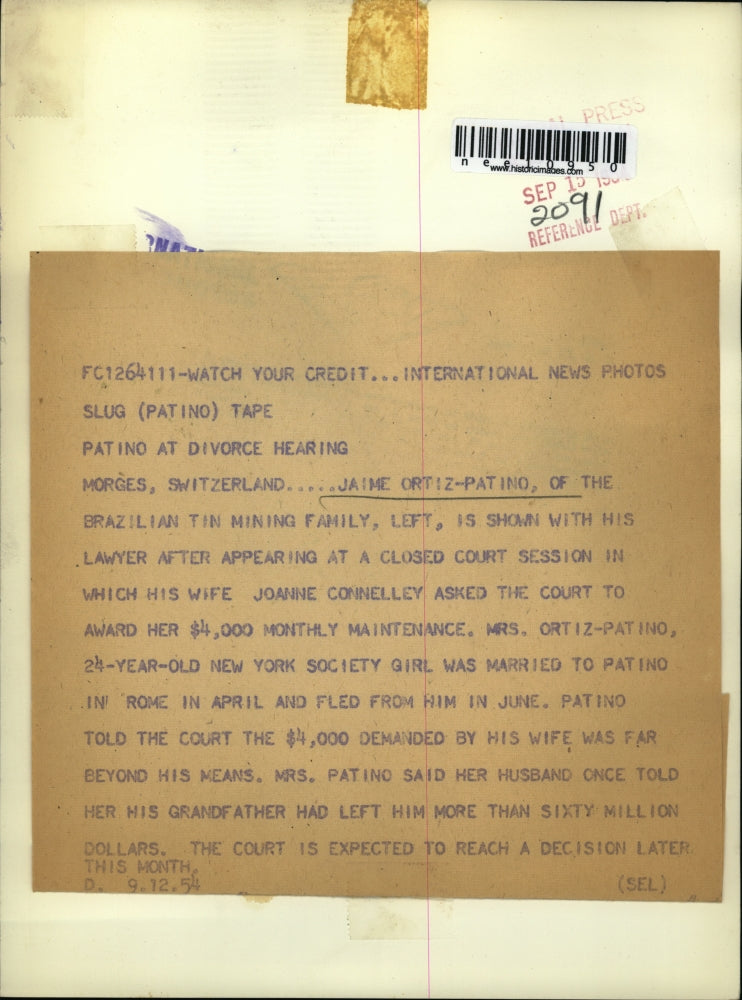 PRESS
neel0950
www.historicimages.com
SEP 15
2091
REFERENCE DEPT.
FC1264111-WATCH YOUR CREDIT...INTERNATIONAL NEWS PHOTOS
SLUG (PATINO) TAPE
PATINO AT DIVORCE HEARING
MORGES, SWITZERLAND.....JAIME ORTIZ-PATINO, OF THE
BRAZILIAN TIN MINING FAMILY, LEFT, IS SHOWN WITH HIS
LAWYER AFTER APPEARING AT A CLOSED COURT SESSION IN
WHICH HIS WIFE JOANNE CONNELLEY ASKED THE COURT TO
AWARD HER $4,000 MONTHLY MAINTENANCE. MRS. ORTIZ-PATINO,
24-YEAR-OLD NEW YORK SOCIETY GIRL WAS MARRIED TO PATINO
IN ROME IN APRIL AND FLED FROM HIM IN JUNE. PATINO
TOLD THE COURT THE $4,000 DEMANDED BY HIS WIFE WAS FAR
BEYOND HIS MEANS. MRS. PATINO SAID HER HUSBAND ONCE TOLD
HER HIS GRANDFATHER HAD LEFT HIM MORE THAN SIXTY MILLION
DOLLARS. THE COURT IS EXPECTED TO REACH A DECISION LATER
THIS MONTH.
D. 9.12.54 (SEL)